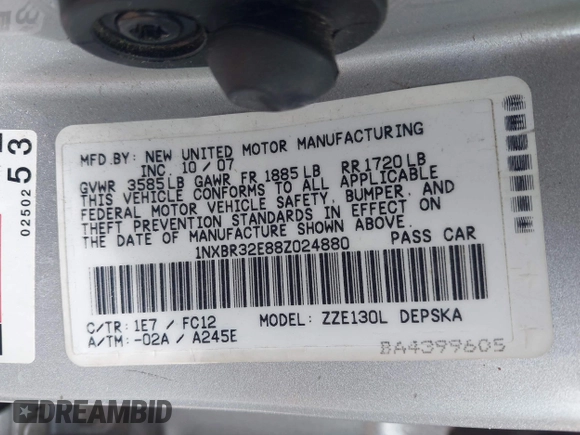 53
02502
MFD.BY: NEW UNITED MOTOR MANUFACTURING
INC. 10/07
GVWR 3585LB GAWR FR 1885LB RR1720LB
THIS VEHICLE CONFORMS TO ALL APPLICABLE
FEDERAL MOTOR VEHICLE SAFETY, BUMPER, AND
THEFT PREVENTION STANDARDS IN EFFECT ON
THE DATE OF MANUFACTURE SHOWN ABOVE.
1NXBR32E88Z024880 PASS CAR
C/TR: 1E7 / FC12 MODEL: ZZE130L DEPSKA
A/TM: -02A / A245E
BA4399605
DREAMBID